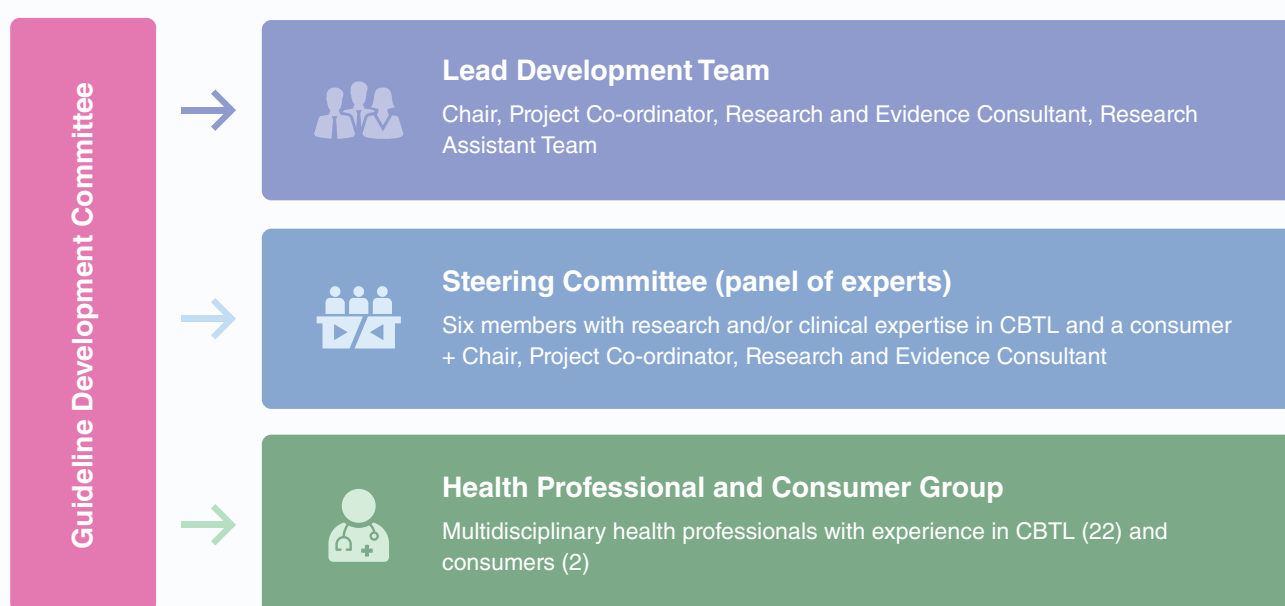 Guideline Development Committee
Lead Development Team
Chair, Project Co-ordinator, Research and Evidence Consultant, Research
Assistant Team
Steering Committee (panel of experts)
Six members with research and/or clinical expertise in CBTL and a consumer
+ Chair, Project Co-ordinator, Research and Evidence Consultant
Health Professional and Consumer Group
Multidisciplinary health professionals with experience in CBTL (22) and
consumers (2)